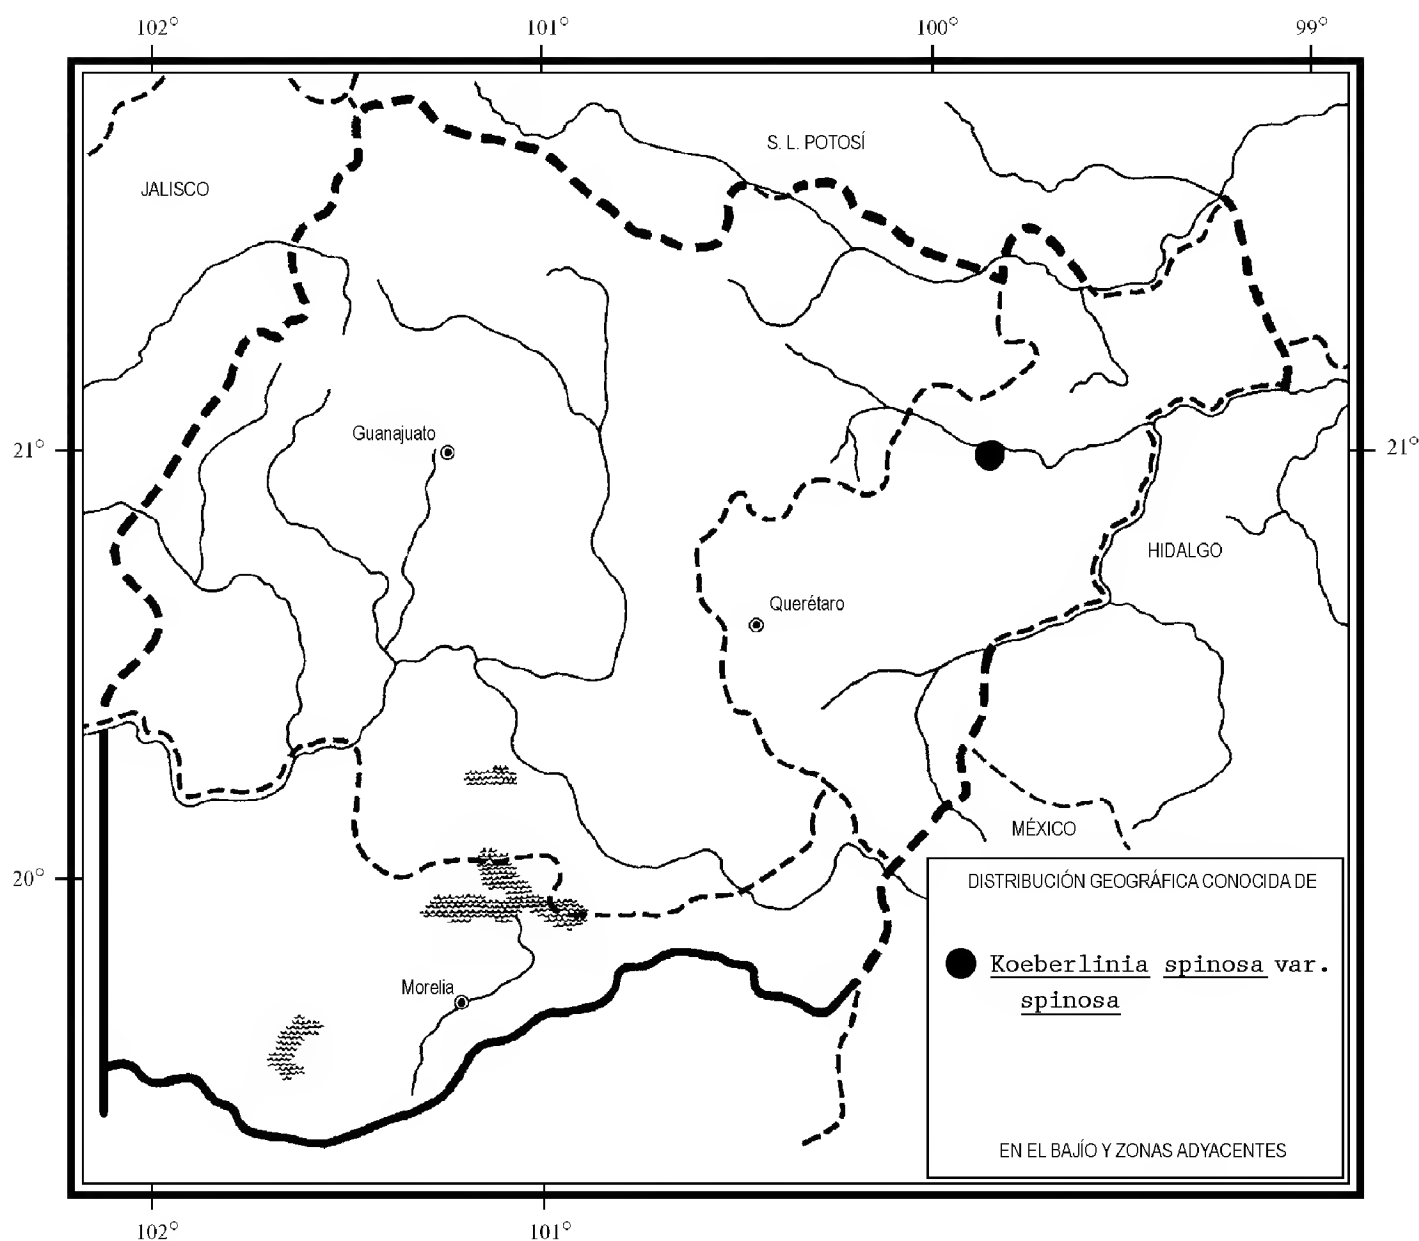 102° 101° 100° 99°
S. L. POTOSÍ
JALISCO
Guanajuato
21° 21°
HIDALGO
Querétaro
MÉXICO
20°
DISTRIBUCIÓN GEOGRÁFICA CONOCIDA DE
Koeberlinia spinosa var.
spinosa
Morelia
EN EL BAJÍO Y ZONAS ADYACENTES
102° 101°